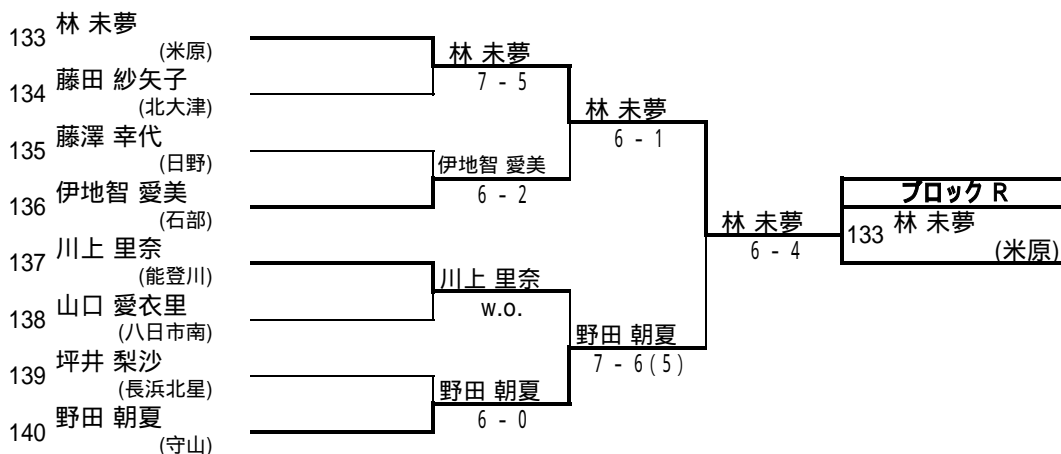 133 林 未夢
(米原)
134 藤田 紗矢子
(北大津)
135 藤澤 幸代
(日野)
136 伊地智 愛美
(石部)
137 川上 里奈
(能登川)
138 山口 愛衣里
(八日市南)
139 坪井 梨沙
(長浜北星)
140 野田 朝夏
(守山)
林 未夢
7 - 5
伊地智 愛美
6 - 2
川上 里奈
w.o.
野田 朝夏
6 - 0
林 未夢
6 - 1
野田 朝夏
7 - 6(5)
林 未夢
6 - 4
ブロック R
133 林 未夢
(米原)